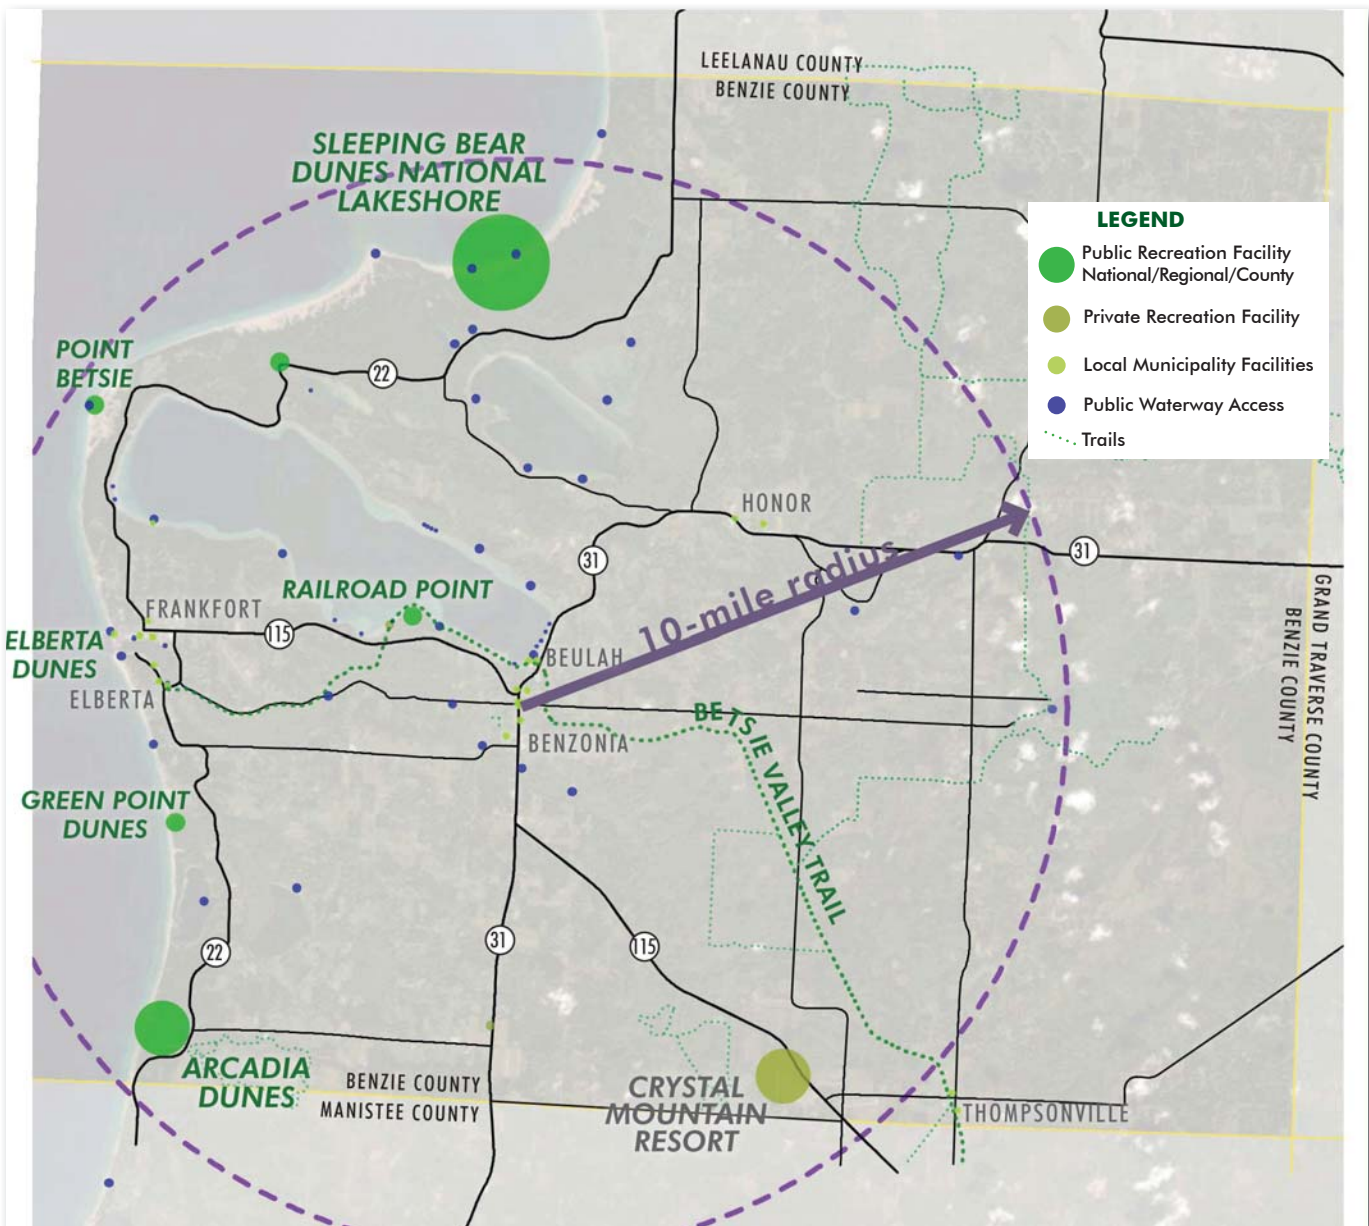 LEELANAU COUNTY
BENZIE COUNTY
SLEEPING BEAR
DUNES NATIONAL
LAKESHORE
LEGEND
Public Recreation Facility
National/Regional/County
Private Recreation Facility
Local Municipality Facilities
Public Waterway Access
Trails
POINT
BETSIE
22
HONOR
31
31
10-mile radius
RAILROAD POINT
FRANKFORT
115
ELBERTA
DUNES
BEULAH
ELBERTA
BENZONIA
BETSIE VALLEY TRAIL
GRAND TRAVERSE COUNTY
BENZIE COUNTY
GREEN POINT
DUNES
22
31
115
ARCADIA
DUNES
BENZIE COUNTY
MANISTEE COUNTY
CRYSTAL
MOUNTAIN
RESORT
THOMPSONVILLE